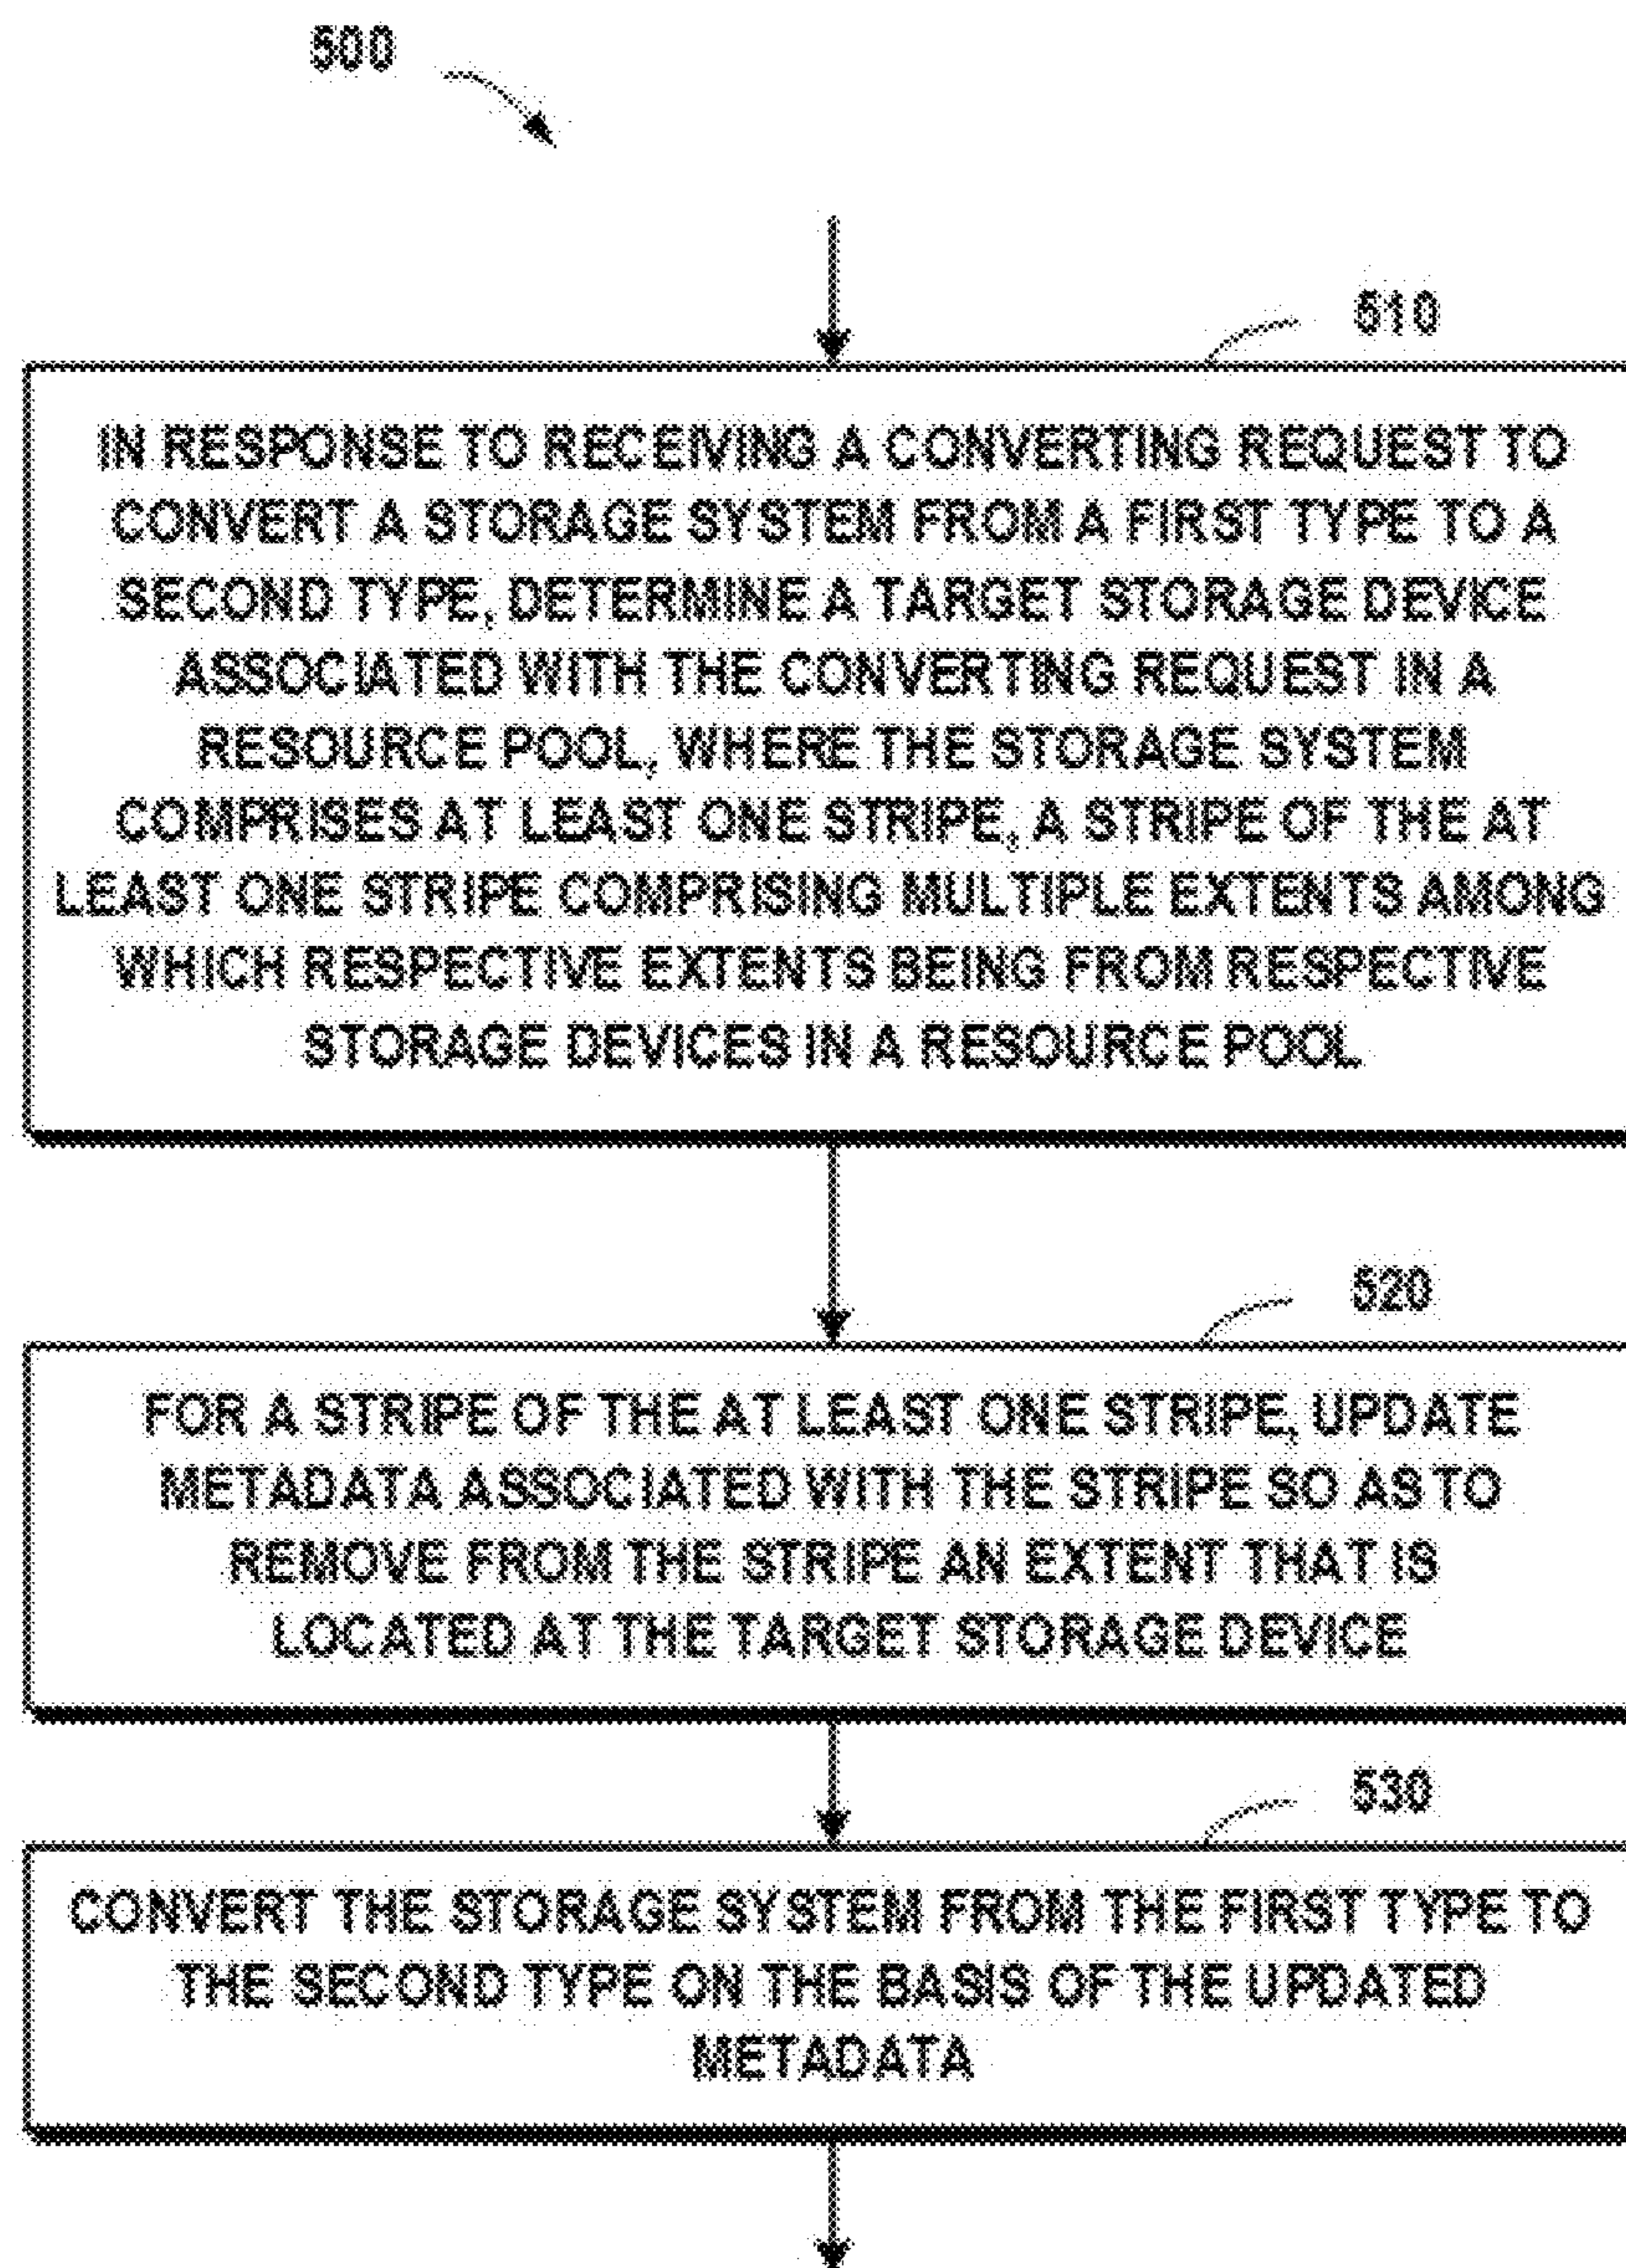 500
510
IN RESPONSE TO RECEIVING A CONVERTING REQUEST TO
CONVERT A STORAGE SYSTEM FROM A FIRST TYPE TO A
SECOND TYPE, DETERMINE A TARGET STORAGE DEVICE
ASSOCIATED WITH THE CONVERTING REQUEST IN A
RESOURCE POOL, WHERE THE STORAGE SYSTEM
COMPRISES AT LEAST ONE STRIPE, A STRIPE OF THE AT
LEAST ONE STRIPE COMPRISING MULTIPLE EXTENTS AMONG
WHICH RESPECTIVE EXTENTS BEING FROM RESPECTIVE
STORAGE DEVICES IN A RESOURCE POOL
520
FOR A STRIPE OF THE AT LEAST ONE STRIPE, UPDATE
METADATA ASSOCIATED WITH THE STRIPE SO AS TO
REMOVE FROM THE STRIPE AN EXTENT THAT IS
LOCATED AT THE TARGET STORAGE DEVICE
530
CONVERT THE STORAGE SYSTEM FROM THE FIRST TYPE TO
THE SECOND TYPE ON THE BASIS OF THE UPDATED
METADATA